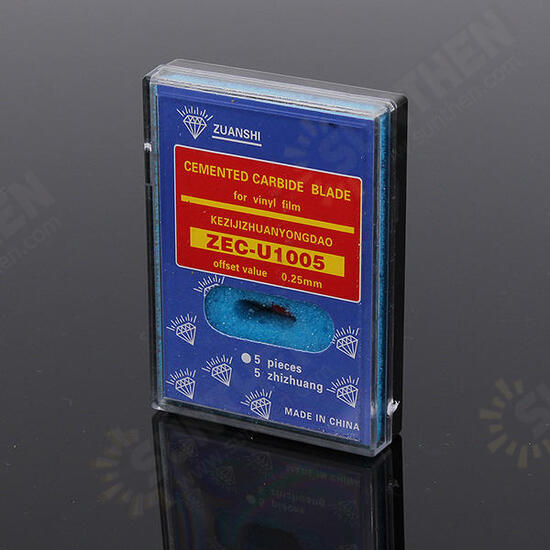 ZUANSHI
CEMENTED CARBIDE BLADE
for vinyl film
KEZIJIZHUANYONGDAO
ZEC-U1005
offset value 0.25mm
5 pieces
5 zhizhuang
MADE IN CHINA